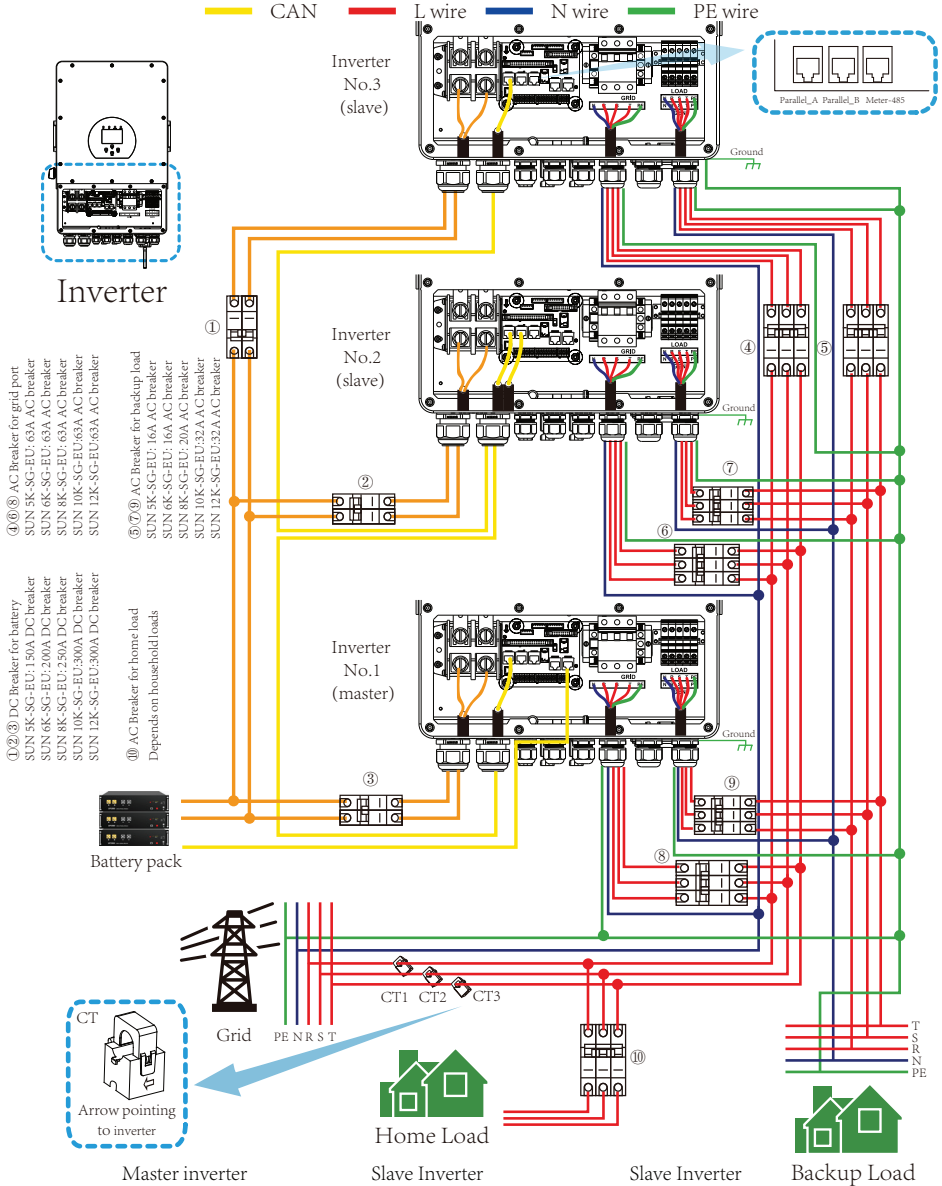 CAN
L wire
N wire
PE wire
Inverter
No.3
(slave)
GRID
LOAD
Ground
Parallel_A Parallel_B Meter-485
Inverter
①
Inverter
No.2
(slave)
GRID
LOAD
Ground
④
⑤
④⑥⑧ AC Breaker for grid port
SUN 5K-SG-EU: 63A AC breaker
SUN 6K-SG-EU: 63A AC breaker
SUN 8K-SG-EU: 63A AC breaker
SUN 10K-SG-EU:63A AC breaker
SUN 12K-SG-EU:63A AC breaker
⑤⑦⑨ AC Breaker for backup load
SUN 5K-SG-EU: 16A AC breaker
SUN 6K-SG-EU: 16A AC breaker
SUN 8K-SG-EU: 20A AC breaker
SUN 10K-SG-EU:32A AC breaker
SUN 12K-SG-EU:32A AC breaker
②
⑦
⑥
①②③ DC Breaker for battery
SUN 5K-SG-EU: 150A DC breaker
SUN 6K-SG-EU: 200A DC breaker
SUN 8K-SG-EU: 250A DC breaker
SUN 10K-SG-EU:300A DC breaker
SUN 12K-SG-EU:300A DC breaker
⑩ AC Breaker for home load
Depends on household loads
Inverter
No.1
(master)
GRID
LOAD
Ground
③
⑨
⑧
Battery pack
Grid
PE N R S T
CT1
CT2
CT3
CT
Arrow pointing
to inverter
⑩
Home Load
T
S
R
N
PE
Backup Load
Master inverter
Slave Inverter
Slave Inverter